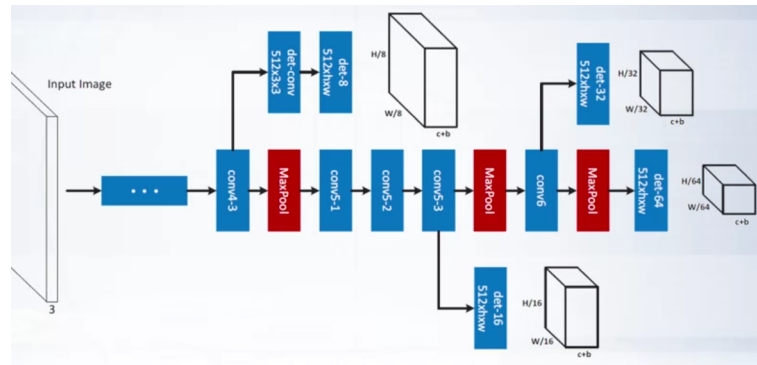 Input Image
3
• • •
conv4-3
det-conv
512x3x3
det-8
512xhxw
H/8
W/8
c+b
MaxPool
conv5-1
conv5-2
conv5-3
det-16
512xhxw
H/16
W/16
c+b
MaxPool
conv6
det-32
512xhxw
H/32
W/32
c+b
MaxPool
det-64
512xhxw
H/64
W/64
c+b